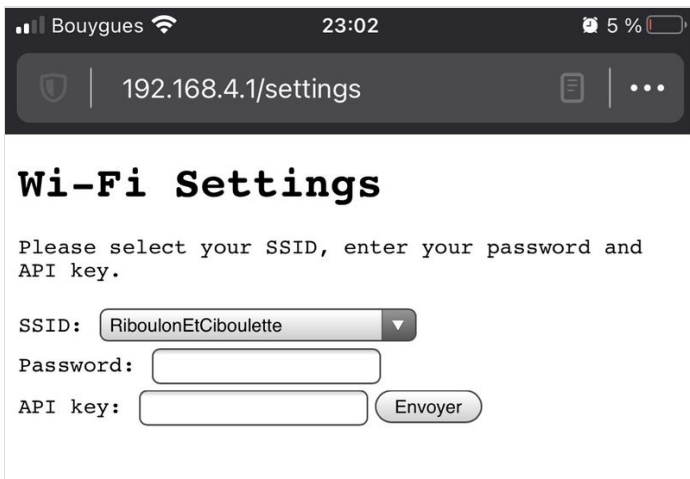 Bouygues 23:02 5 %
192.168.4.1/settings
Wi-Fi Settings
Please select your SSID, enter your password and
API key.
SSID: RiboulonEtCiboulette
Password:
API key: Envoyer